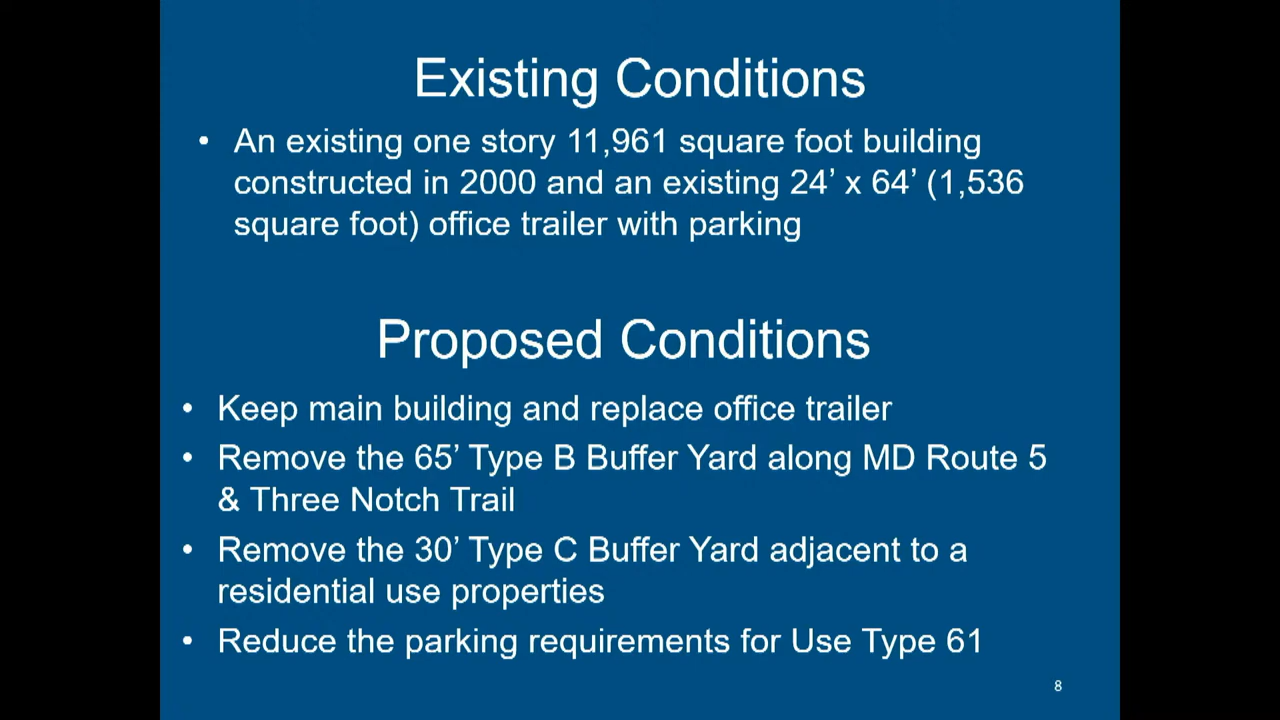 Existing Conditions
• An existing one story 11,961 square foot building
constructed in 2000 and an existing 24’ x 64’ (1,536
square foot) office trailer with parking
Proposed Conditions
• Keep main building and replace office trailer
• Remove the 65’ Type B Buffer Yard along MD Route 5
& Three Notch Trail
• Remove the 30’ Type C Buffer Yard adjacent to a
residential use properties
• Reduce the parking requirements for Use Type 61
8